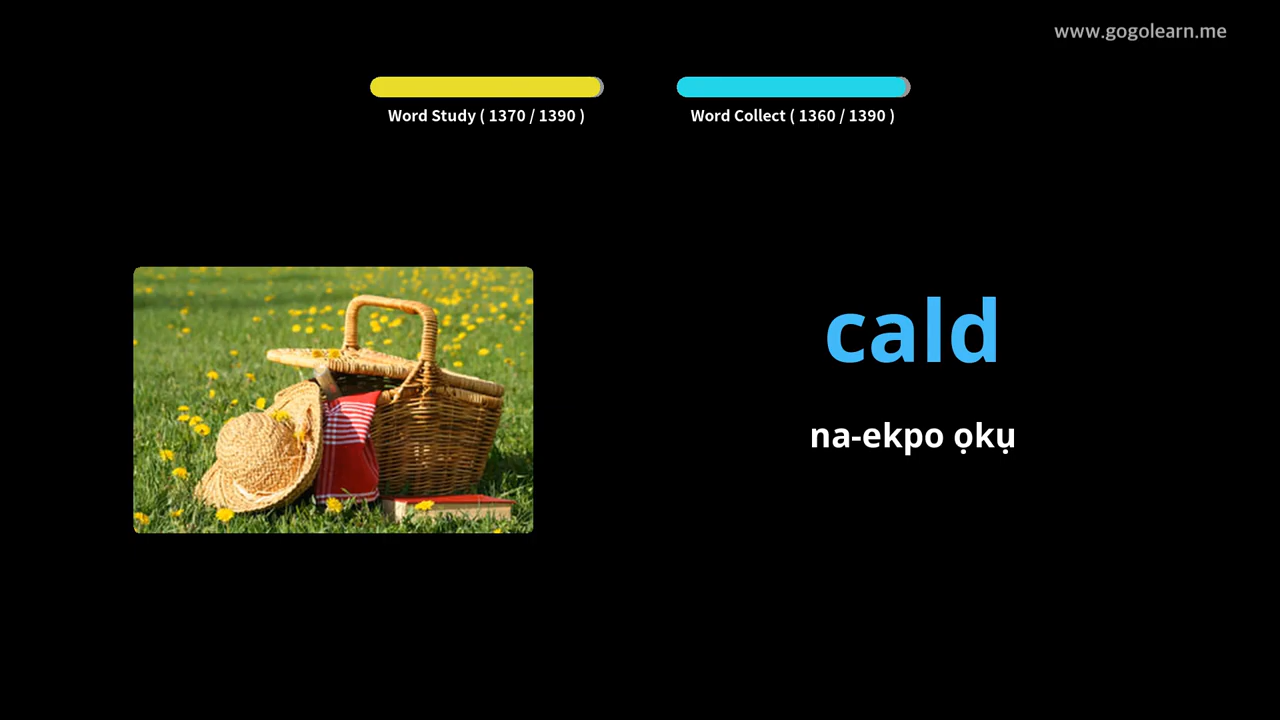 www.gogolearn.me
Word Study ( 1370 / 1390 )
Word Collect ( 1360 / 1390 )
cald
na-ekpo ọkụ